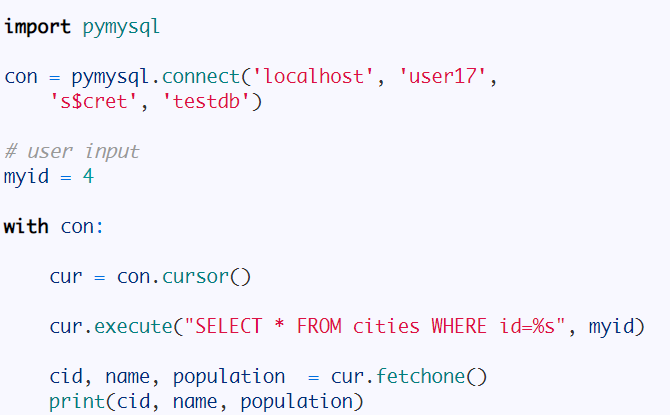 import pymysql
con = pymysql.connect('localhost', 'user17',
's$cret', 'testdb')
# user input
myid = 4
with con:
cur = con.cursor()
cur.execute("SELECT * FROM cities WHERE id=%s", myid)
cid, name, population  = cur.fetchone()
print(cid, name, population)